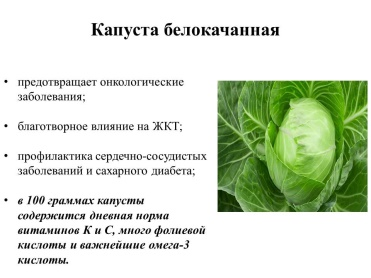 Капуста белокачанная
• предотвращает онкологические
заболевания;
• благотворное влияние на ЖКТ;
• профилактика сердечно-сосудистых
заболеваний и сахарного диабета;
• в 100 граммах капусты
содержится дневная норма
витаминов К и С, много фолиевой
кислоты и важнейшие омега-3
кислоты.